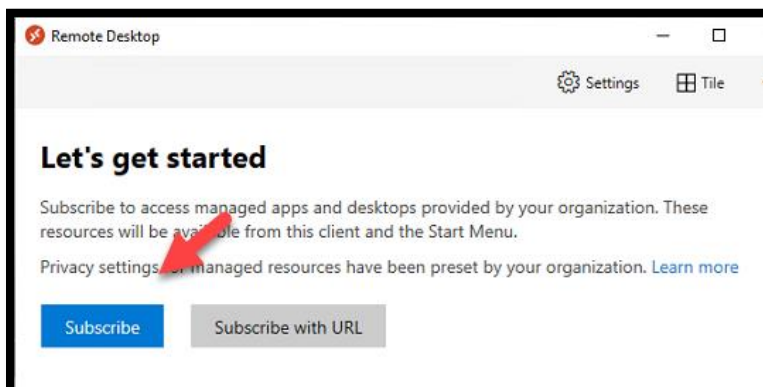 Remote Desktop
Settings
Tile
Let's get started
Subscribe to access managed apps and desktops provided by your organization. These
resources will be available from this client and the Start Menu.
Privacy settings for managed resources have been preset by your organization. Learn more
Subscribe
Subscribe with URL